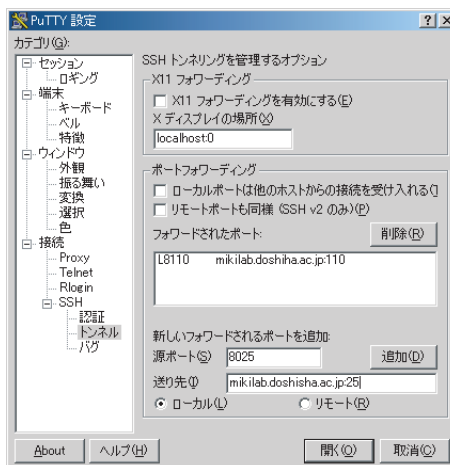 PuTTY 設定
カテゴリ(G):
セッション
ロギング
端末
キーボード
ベル
特徴
ウィンドウ
外観
振る舞い
変換
選択
色
接続
Proxy
Telnet
Rlogin
SSH
認証
トンネル
バグ
SSH トンネリングを管理するオプション
X11 フォワーディング
X11 フォワーディングを有効にする(E)
X ディスプレイの場所(X)
localhost:0
ポートフォワーディング
ローカルポートは他のホストからの接続を受け入れる(
リモートポートも同様 (SSH v2 のみ)(P)
フォワードされたポート:
削除(R)
L8110 mikilab.doshiha.ac.jp:110
新しいフォワードされるポートを追加:
源ポート(S)
8025
追加(D)
送り先(I)
mikilab.doshisha.ac.jp:25
ローカル(L)
リモート(R)
About
ヘルプ(H)
開く(O)
取消(C)